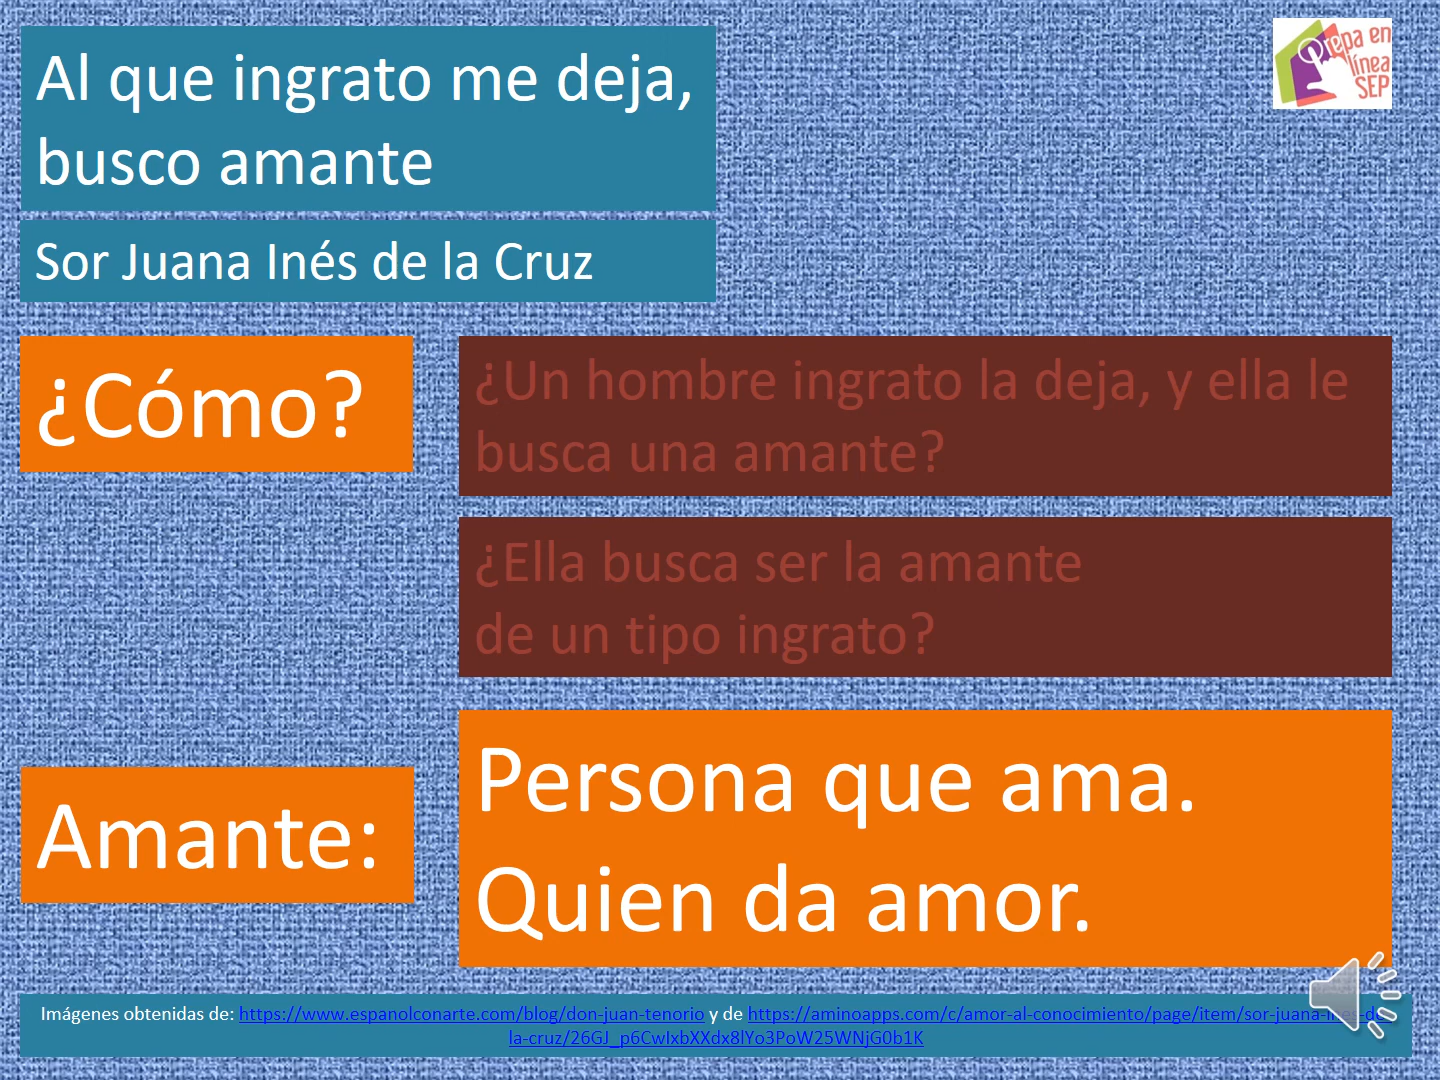 Al que ingrato me deja,
busco amante
Prepa en
línea
SEP
Sor Juana Inés de la Cruz
¿Cómo?
¿Un hombre ingrato la deja, y ella le
busca una amante?
¿Ella busca ser la amante
de un tipo ingrato?
Amante:
Persona que ama.
Quien da amor.
Imágenes obtenidas de: https://www.espanolconarte.com/blog/don-juan-tenorio y de https://aminoapps.com/c/amor-al-conocimiento/page/item/sor-juana-ines-de-
la-cruz/26GJ_p6CwIxbXXdx8lYo3PoW25WNjG0b1K